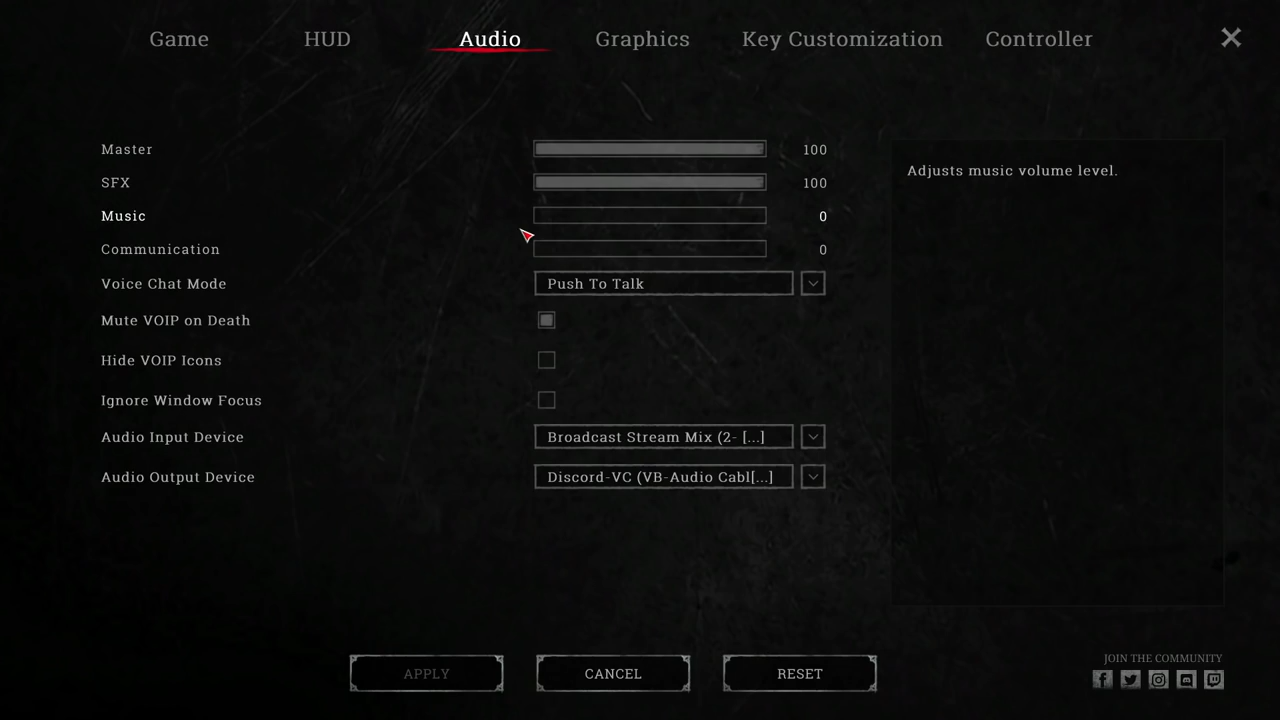 Game HUD Audio Graphics Key Customization Controller
Master 100
Adjusts music volume level.
SFX 100
Music 0
Communication 0
Voice Chat Mode Push To Talk
Mute VOIP on Death
Hide VOIP Icons
Ignore Window Focus
Audio Input Device Broadcast Stream Mix (2- [...]
Audio Output Device Discord-VC (VB-Audio Cabl[...]
APPLY CANCEL RESET
JOIN THE COMMUNITY